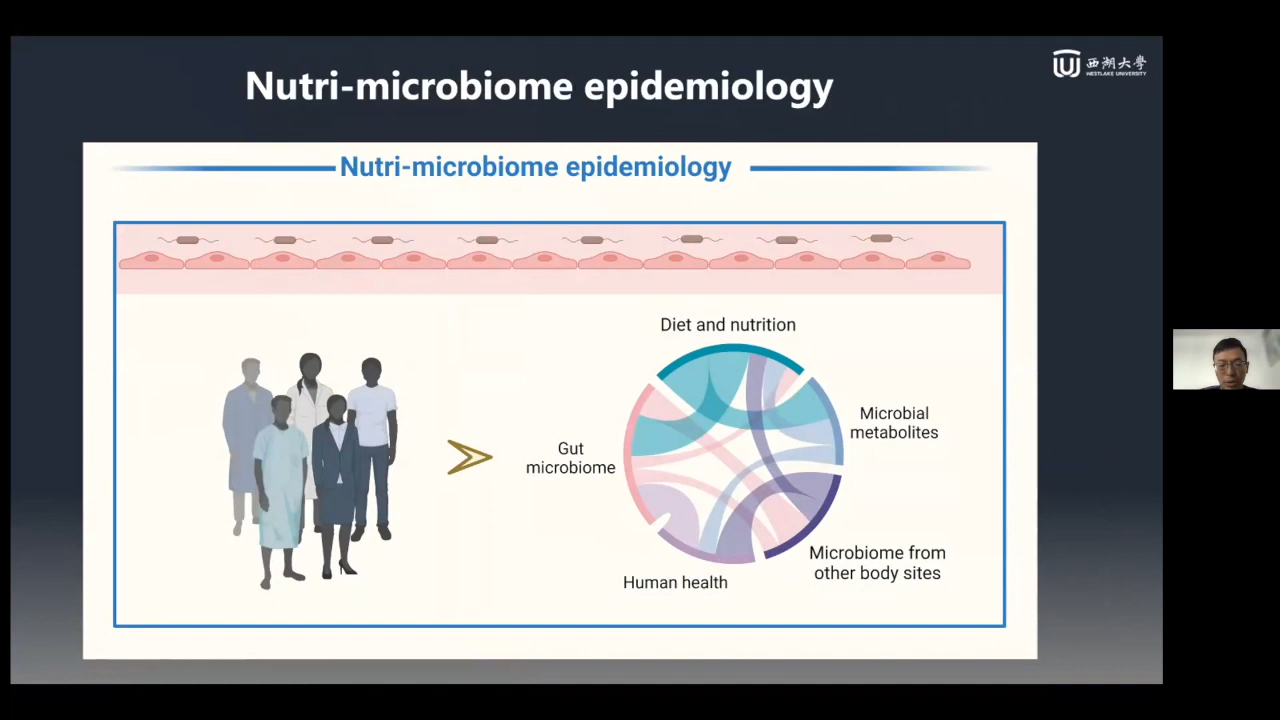 Nutri-microbiome epidemiology
西湖大學
WESTLAKE UNIVERSITY
Nutri-microbiome epidemiology
Diet and nutrition
Microbial
metabolites
Gut
microbiome
Microbiome from
other body sites
Human health